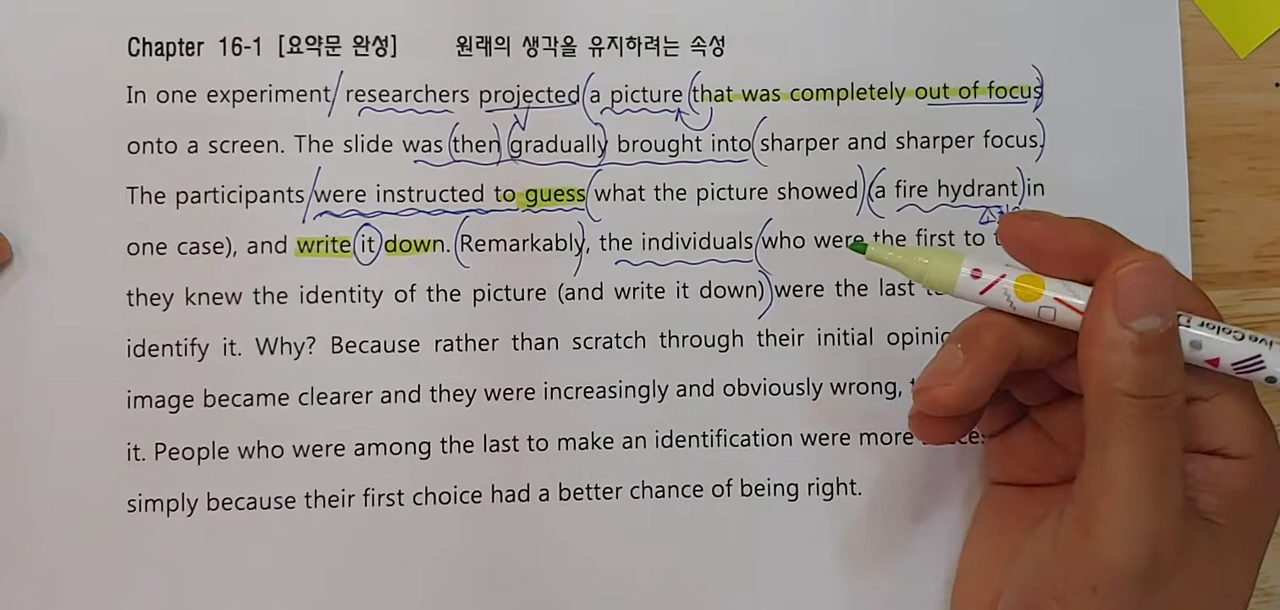 Chapter 16-1 [요약문 완성] 원래의 생각을 유지하려는 속성
In one experiment researchers projected a picture that was completely out of focus
onto a screen. The slide was then gradually brought into sharper and sharper focus.
The participants were instructed to guess what the picture showed (a fire hydrant in
one case), and write it down. Remarkably, the individuals who were the first to
they knew the identity of the picture (and write it down) were the last
identify it. Why? Because rather than scratch through their initial
image became clearer and they were increasingly and obviously wrong,
it. People who were among the last to make an identification were more
simply because their first choice had a better chance of being right.